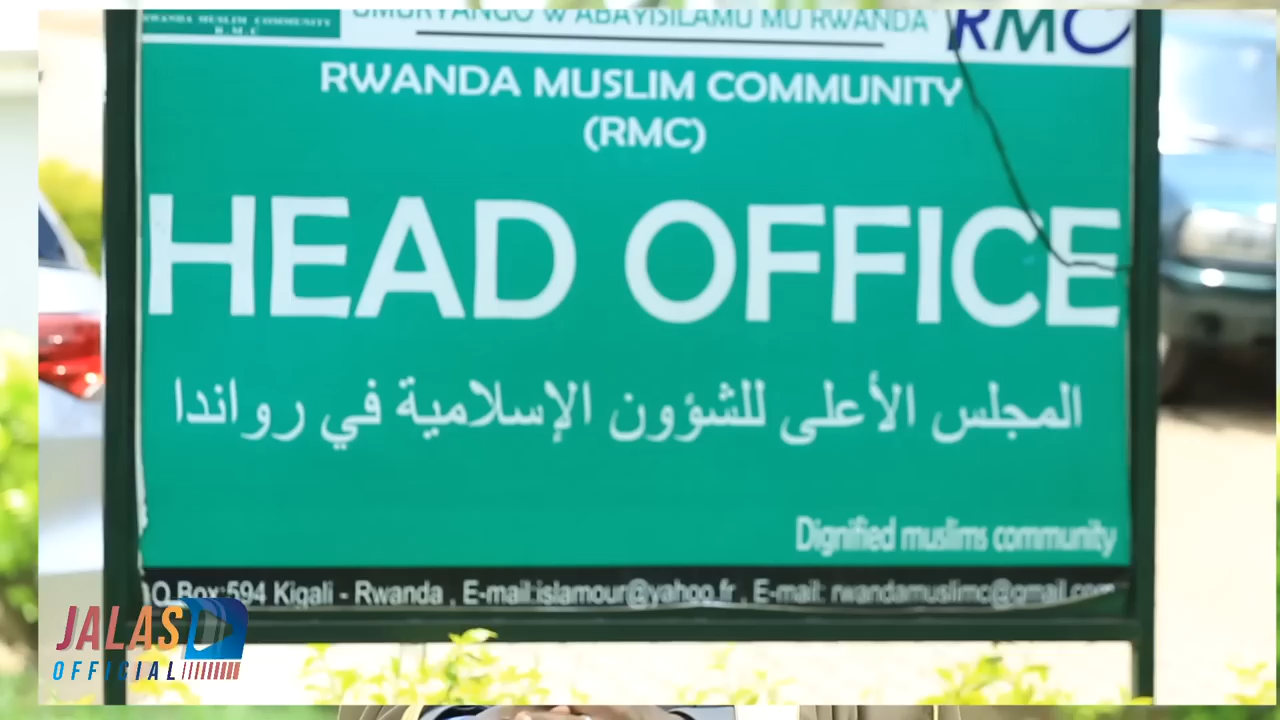 RWANDA MUSLIM COMMUNITY
R.M.C
UMURYANGO W'ABAYISILAMU MU RWANDA
RMC
RWANDA MUSLIM COMMUNITY
(RMC)
HEAD OFFICE
المجلس الأعلى للشؤون الإسلامية في رواندا
Dignified muslims community
O Box:594 Kigali - Rwanda , E-mail:islamour@yahoo.fr , E-mail: rwandamuslimc@gmail.com
JALAS
OFFICIAL